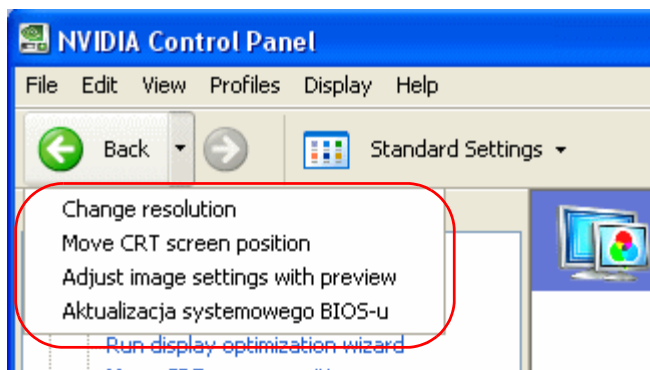 NVIDIA Control Panel
File Edit View Profiles Display Help
Back Standard Settings
Change resolution
Move CRT screen position
Adjust image settings with preview
Aktualizacja systemowego BIOS-u
Run display optimization wizard